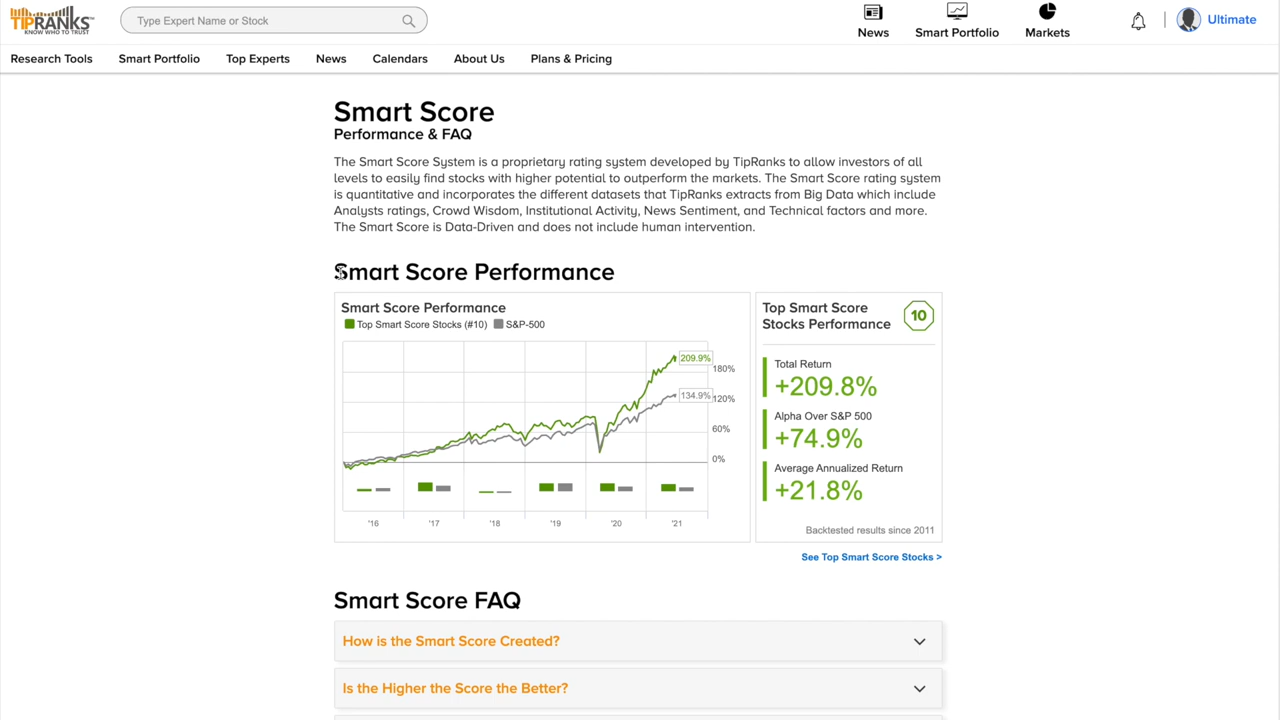 TIPRANKS
KNOW WHO TO TRUST
Type Expert Name or Stock
News
Smart Portfolio
Markets
Ultimate
Research Tools
Smart Portfolio
Top Experts
News
Calendars
About Us
Plans & Pricing
Smart Score
Performance & FAQ
The Smart Score System is a proprietary rating system developed by TipRanks to allow investors of all
levels to easily find stocks with higher potential to outperform the markets. The Smart Score rating system
is quantitative and incorporates the different datasets that TipRanks extracts from Big Data which include
Analysts ratings, Crowd Wisdom, Institutional Activity, News Sentiment, and Technical factors and more.
The Smart Score is Data-Driven and does not include human intervention.
Smart Score Performance
Smart Score Performance
Top Smart Score Stocks (#10)
S&P-500
209.9%
180%
134.9%
120%
60%
0%
'16
'17
'18
'19
'20
'21
Top Smart Score
Stocks Performance
10
Total Return
+209.8%
Alpha Over S&P 500
+74.9%
Average Annualized Return
+21.8%
Backtested results since 2011
See Top Smart Score Stocks >
Smart Score FAQ
How is the Smart Score Created?
Is the Higher the Score the Better?